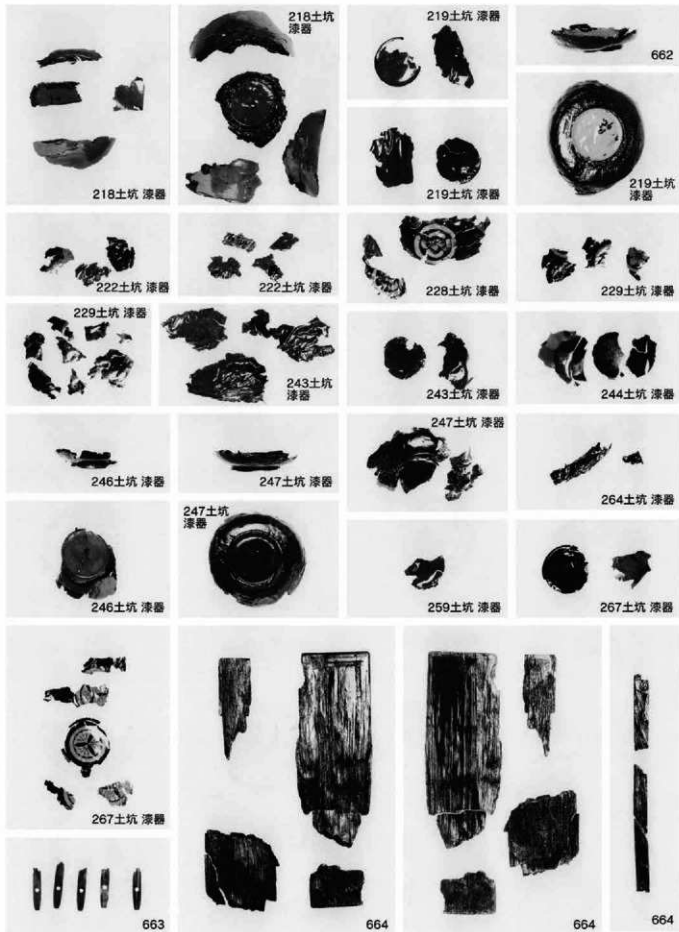 218土坑 漆器
218土坑
漆器
219土坑 漆器
662
219土坑 漆器
219土坑
漆器
222土坑 漆器
222土坑 漆器
228土坑 漆器
229土坑 漆器
229土坑 漆器
243土坑
漆器
243土坑 漆器
244土坑 漆器
246土坑 漆器
247土坑 漆器
247土坑 漆器
264土坑 漆器
246土坑 漆器
247土坑
漆器
259土坑 漆器
267土坑 漆器
267土坑 漆器
663
664
664
664